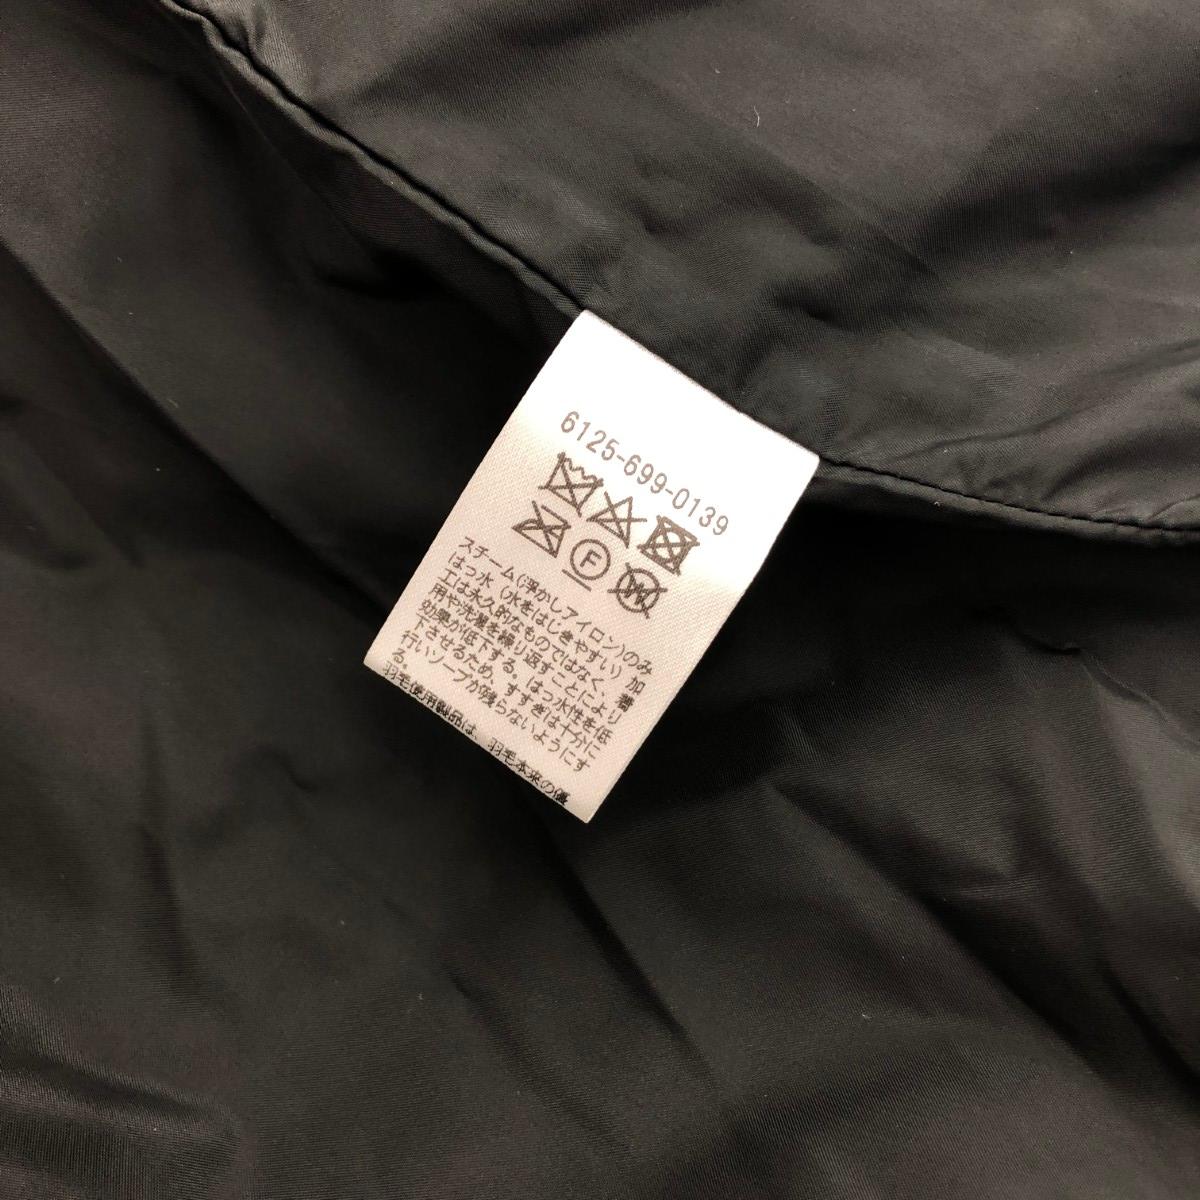 6125-699-0139
F
W
スチーム(浮かしアイロン)のみ
はっ水(水をはじきやすい)加
工は永久的なものではなく、着
用や洗濯を繰り返すことにより
効果が低下する。はっ水性を低
下させるため、すすぎは十分に
行いソープが残らないようにす
る。
羽毛使用製品は、羽毛本来の優